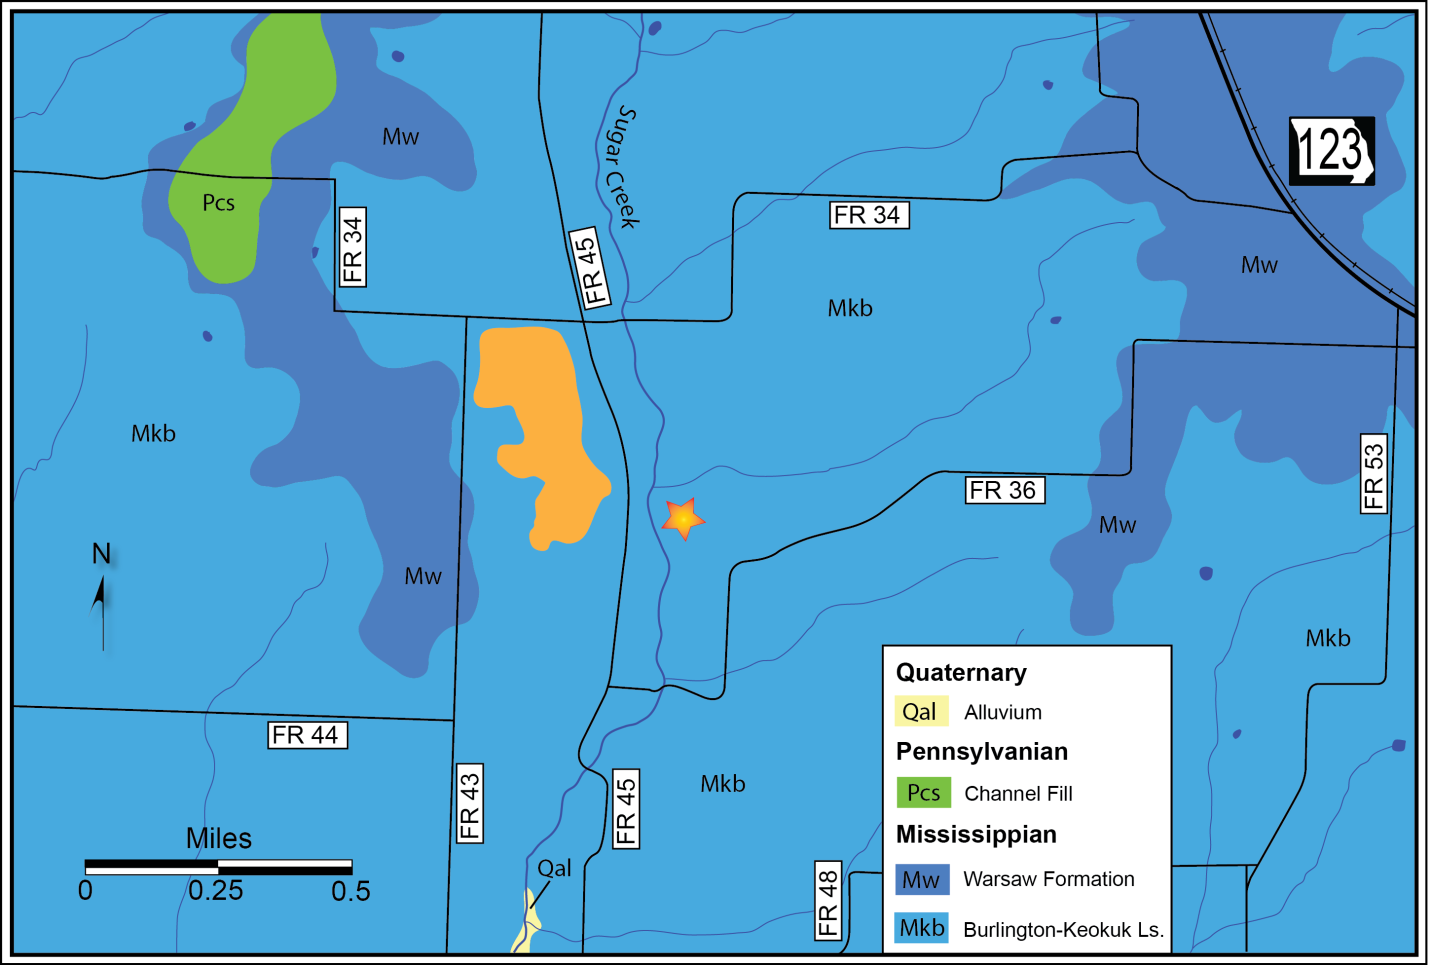 Mw
123
Pcs
Sugar Creek
FR 34
FR 34
FR 45
Mw
Mkb
Mkb
FR 53
FR 36
Mw
N
Mw
Mkb
FR 44
Mkb
FR 43
FR 45
Miles
0 0.25 0.5
Qal
FR 48
Quaternary
Qal Alluvium
Pennsylvanian
Pcs Channel Fill
Mississippian
Mw Warsaw Formation
Mkb Burlington-Keokuk Ls.